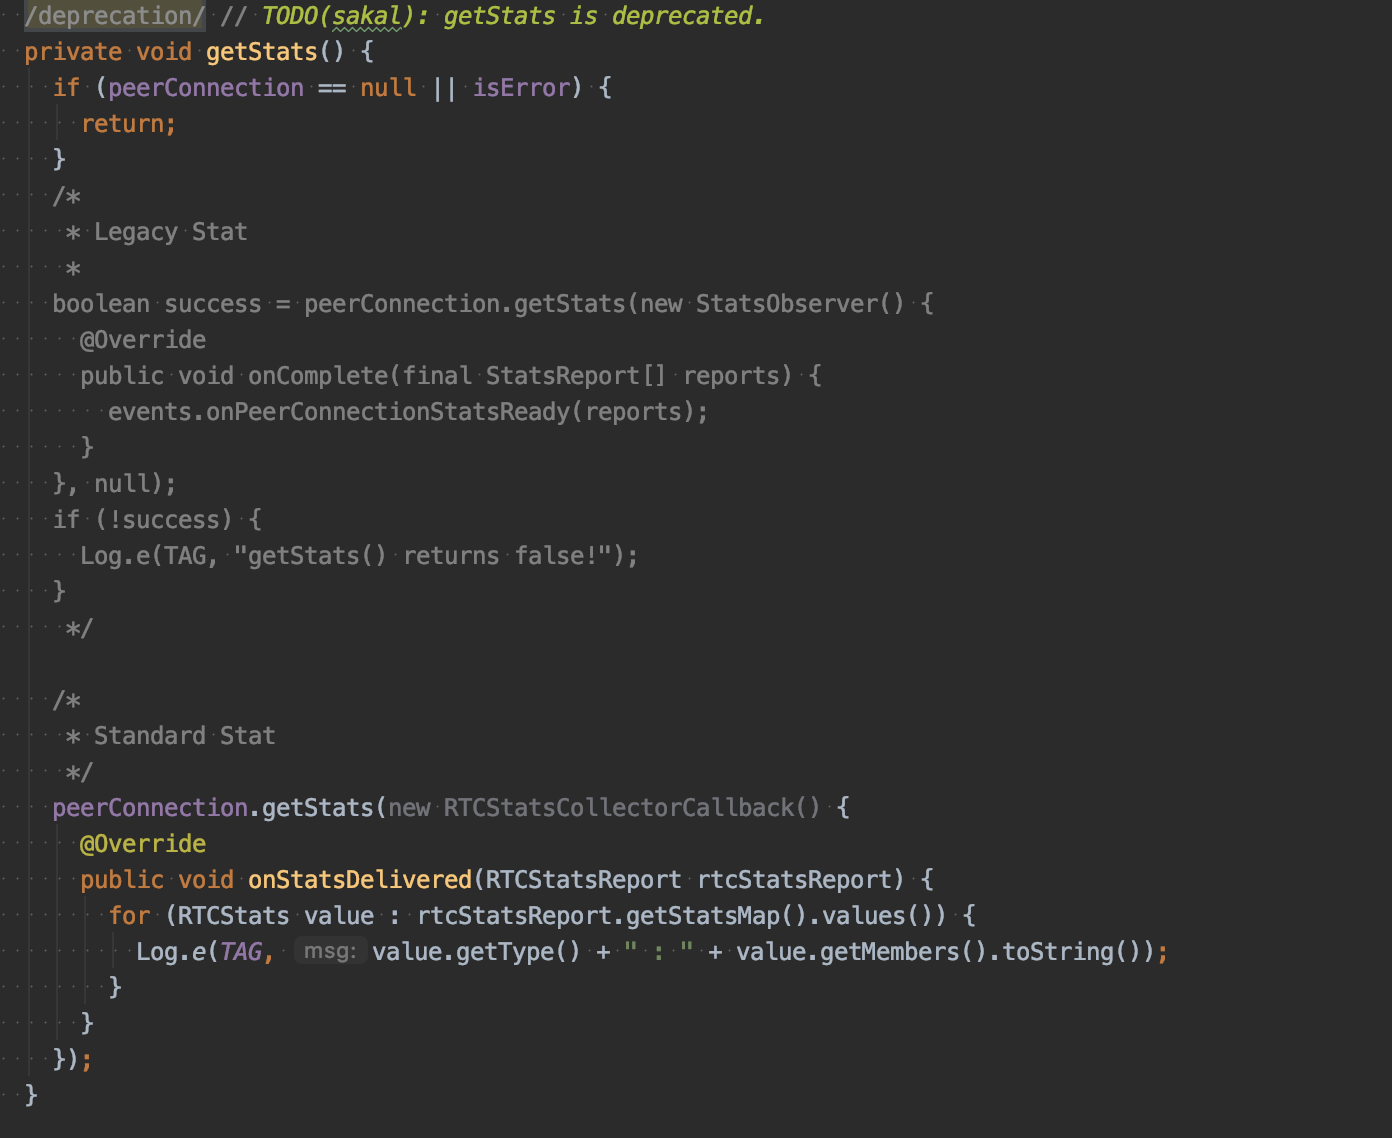 /deprecation/ // TODO(sakal): getStats is deprecated.
private void getStats() {
if (peerConnection == null || isError) {
return;
}
/*
* Legacy Stat
*
boolean success = peerConnection.getStats(new StatsObserver() {
@Override
public void onComplete(final StatsReport[] reports) {
events.onPeerConnectionStatsReady(reports);
}
}, null);
if (!success) {
Log.e(TAG, "getStats() returns false!");
}
*/
/*
* Standard Stat
*/
peerConnection.getStats(new RTCStatsCollectorCallback() {
@Override
public void onStatsDelivered(RTCStatsReport rtcStatsReport) {
for (RTCStats value : rtcStatsReport.getStatsMap().values()) {
Log.e(TAG, msg: value.getType() + " : " + value.getMembers().toString());
}
}
});
}